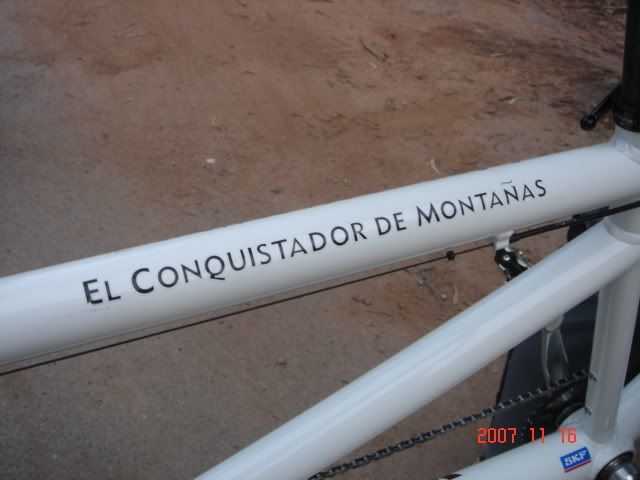 EL CONQUISTADOR DE MONTAÑAS
2007 11 16
SKF